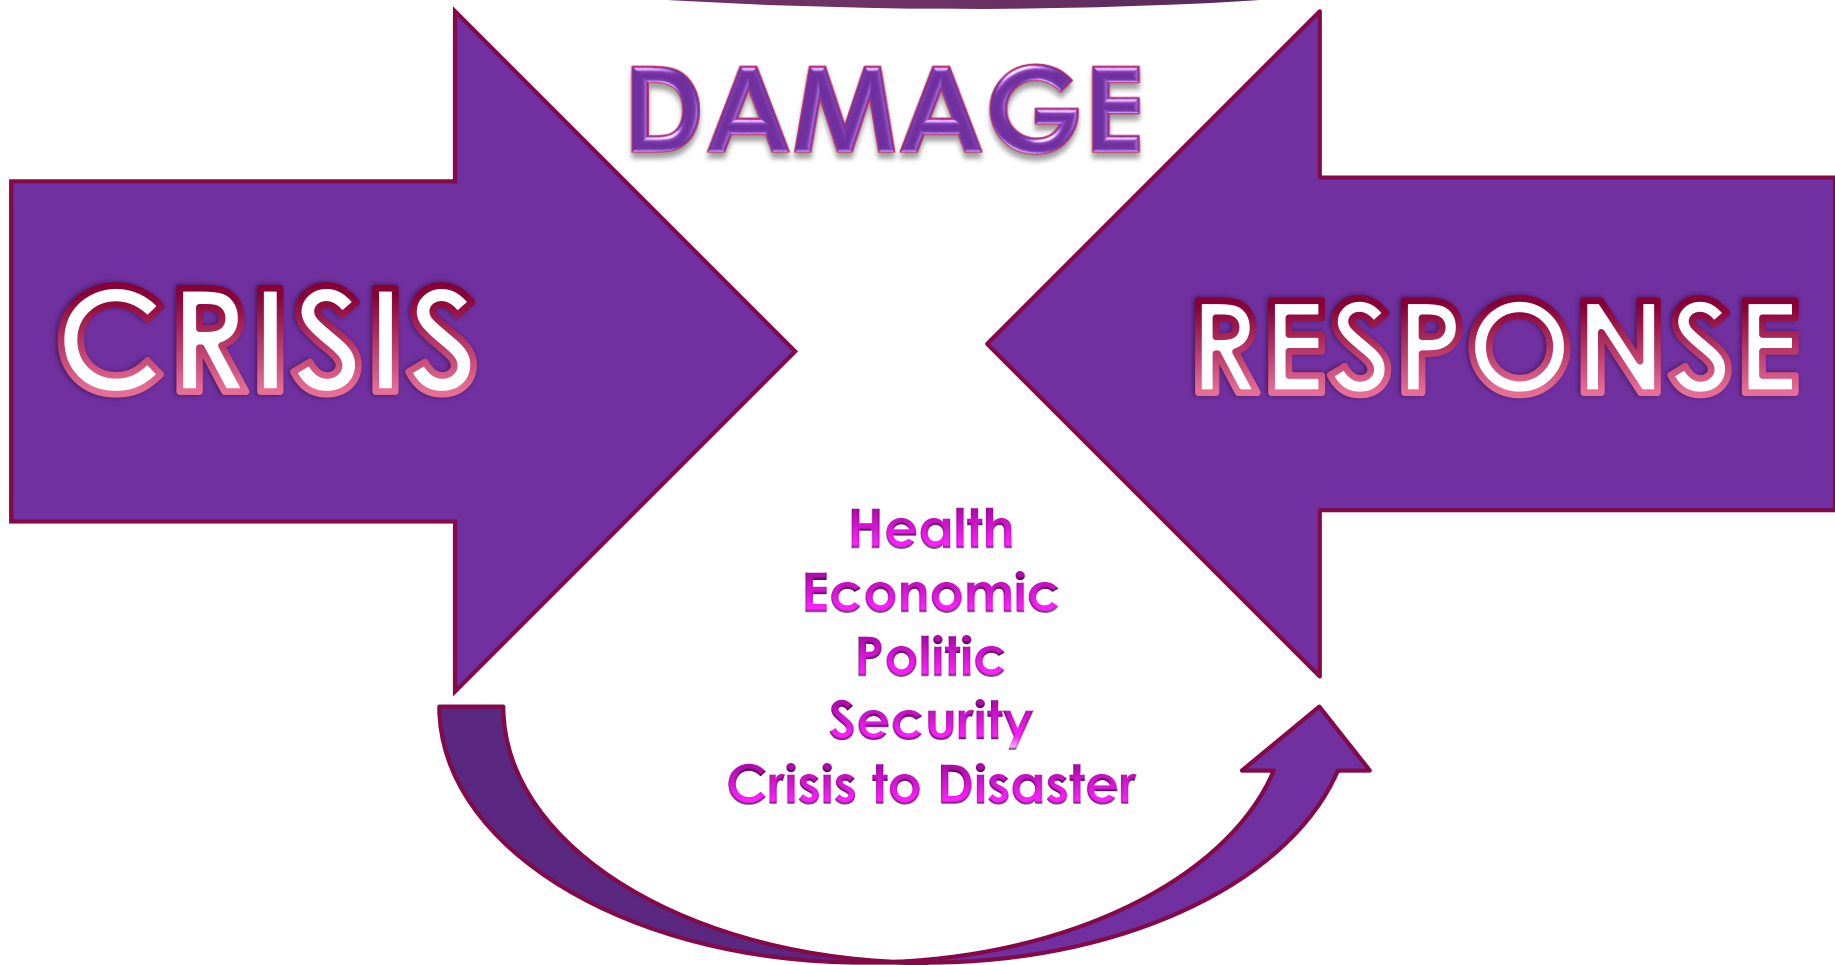 DAMAGE
CRISIS
RESPONSE
Health
Economic
Politic
Security
Crisis to Disaster